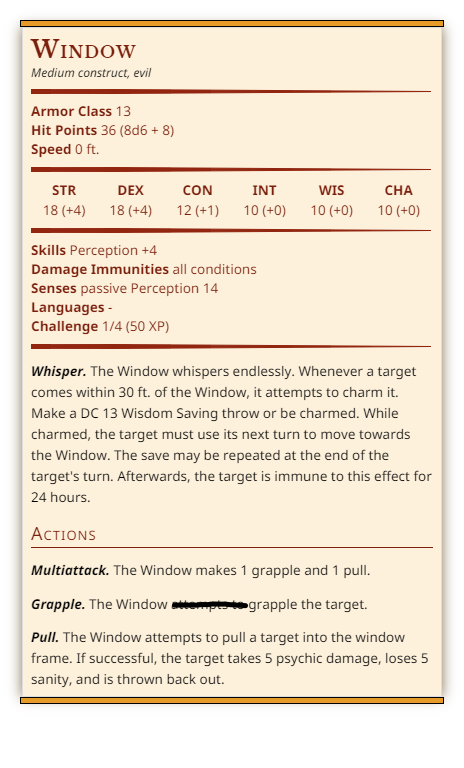 Window
Medium construct, evil
Armor Class 13
Hit Points 36 (8d6 + 8)
Speed 0 ft.
STR DEX CON INT WIS CHA
18 (+4) 18 (+4) 12 (+1) 10 (+0) 10 (+0) 10 (+0)
Skills Perception +4
Damage Immunities all conditions
Senses passive Perception 14
Languages -
Challenge 1/4 (50 XP)
Whisper. The Window whispers endlessly. Whenever a target
comes within 30 ft. of the Window, it attempts to charm it.
Make a DC 13 Wisdom Saving throw or be charmed. While
charmed, the target must use its next turn to move towards
the Window. The save may be repeated at the end of the
target's turn. Afterwards, the target is immune to this effect for
24 hours.
Actions
Multiattack. The Window makes 1 grapple and 1 pull.
Grapple. The Window grapple the target.
Pull. The Window attempts to pull a target into the window
frame. If successful, the target takes 5 psychic damage, loses 5
sanity, and is thrown back out.